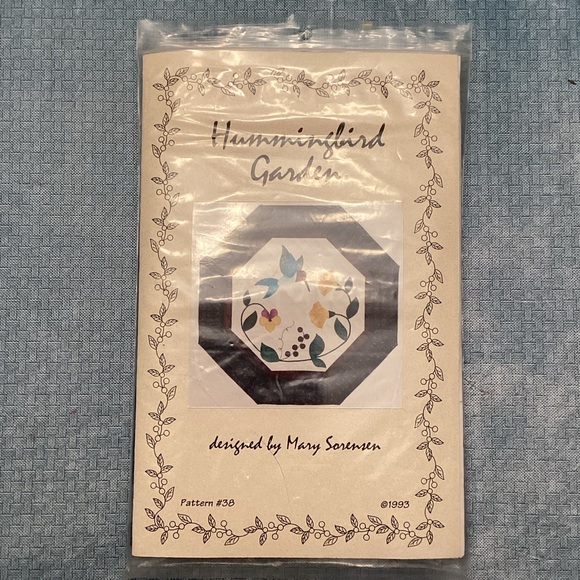 Hummingbird
Garden
designed by Mary Sorensen
Pattern #38
©1993